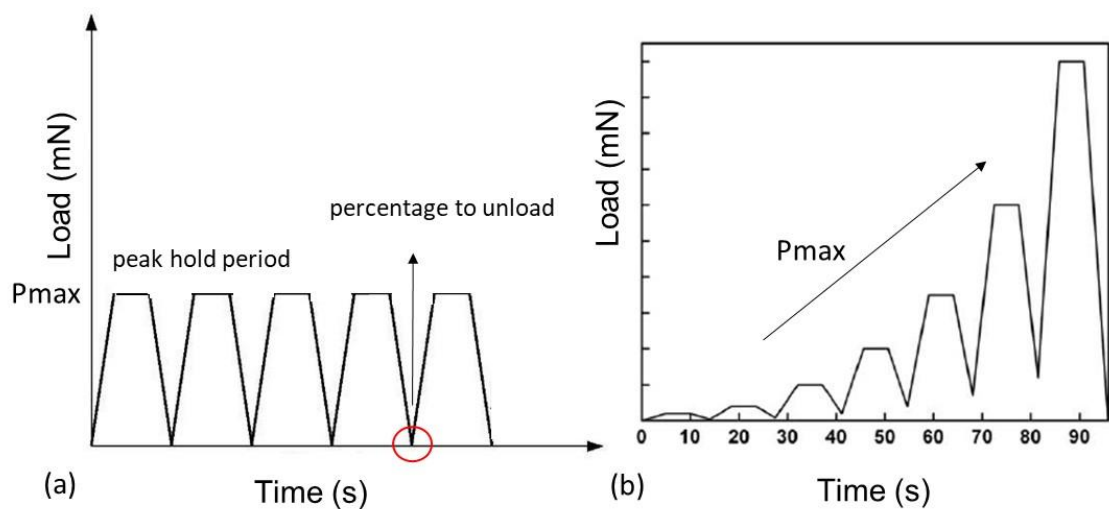 Load (mN)
percentage to unload
peak hold period
Pmax
(a)
Time (s)
Load (mN)
Pmax
0 10 20 30 40 50 60 70 80 90
(b)
Time (s)